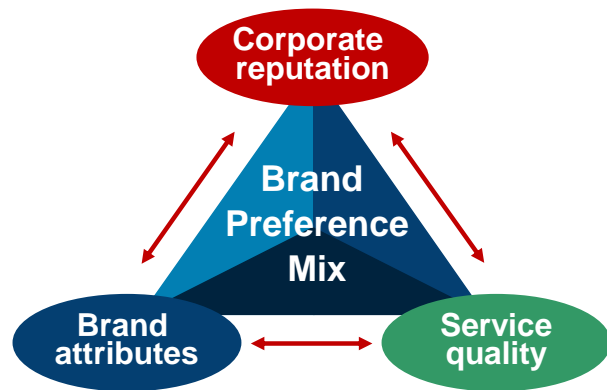 Corporate
reputation
Brand
Preference
Mix
Brand
attributes
Service
quality